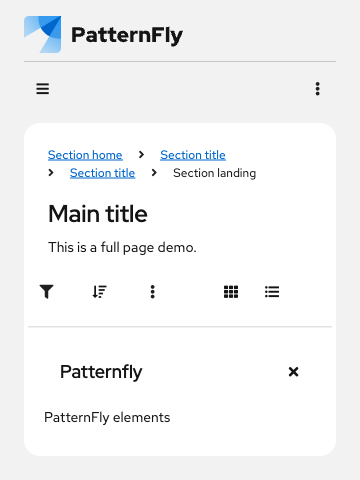 PatternFly
Section home
Section title
Section title
Section landing
Main title
This is a full page demo.
Patternfly
PatternFly elements